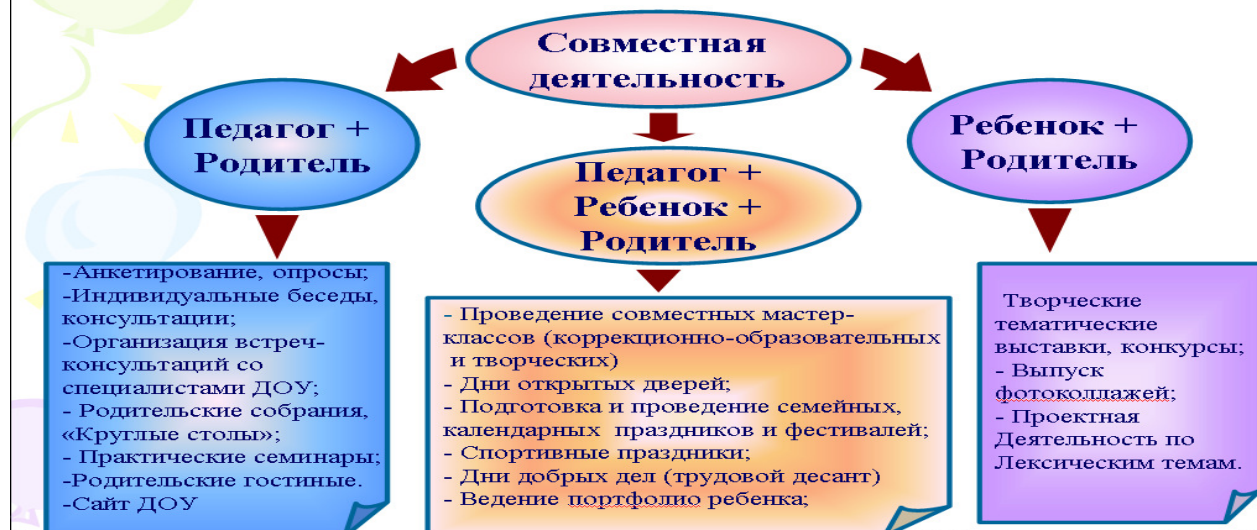 Совместная
деятельность
Педагог +
Родитель
Педагог +
Ребенок +
Родитель
Ребенок +
Родитель
-Анкетирование, опросы;
-Индивидуальные беседы,
консультации;
-Организация встреч-
консультаций со
специалистами ДОУ;
- Родительские собрания,
«Круглые столы»;
- Практические семинары;
-Родительские гостиные.
-Сайт ДОУ
- Проведение совместных мастер-
классов (коррекционно-образовательных
и творческих)
- Дни открытых дверей;
- Подготовка и проведение семейных,
календарных праздников и фестивалей;
- Спортивные праздники;
- Дни добрых дел (трудовой десант)
- Ведение портфолио ребенка;
Творческие
тематические
выставки, конкурсы;
- Выпуск
фотоколлажей;
- Проектная
Деятельность по
Лексическим темам.